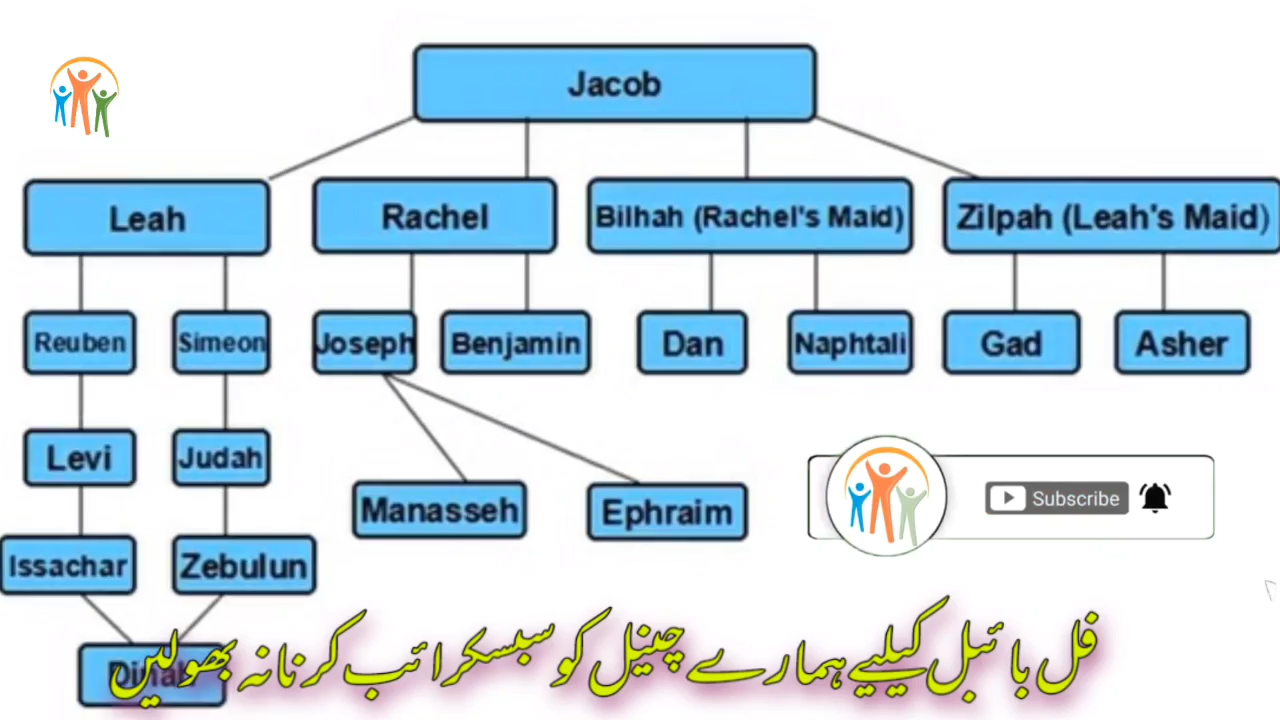 Jacob
Leah
Rachel
Bilhah (Rachel's Maid)
Zilpah (Leah's Maid)
Reuben
Simeon
Joseph
Benjamin
Dan
Naphtali
Gad
Asher
Levi
Judah
Manasseh
Ephraim
Subscribe
Issachar
Zebulun
فل بائبل کیلیے ہمارے چینل کو سبسکرائب کرنا نہ بھولیں